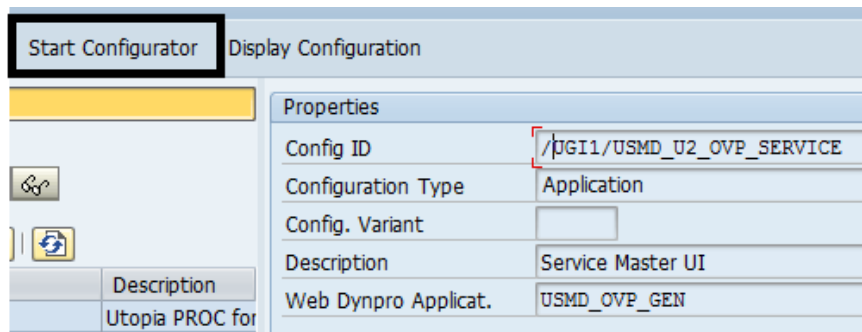 Start Configurator Display Configuration
Properties
Config ID /UGI1/USMD_U2_OVP_SERVICE
Configuration Type Application
Config. Variant
Description Service Master UI
Web Dynpro Applicat. USMD_OVP_GEN
Description
Utopia PROC for